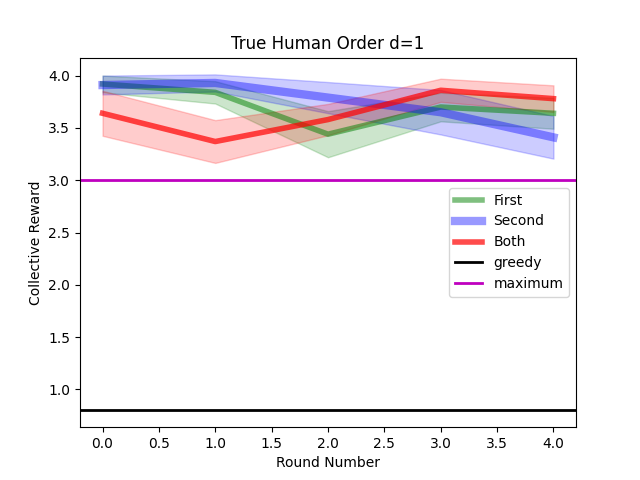 True Human Order d=1
Collective Reward
4.0
3.5
3.0
2.5
2.0
1.5
1.0
First
Second
Both
greedy
maximum
0.0 0.5 1.0 1.5 2.0 2.5 3.0 3.5 4.0
Round Number